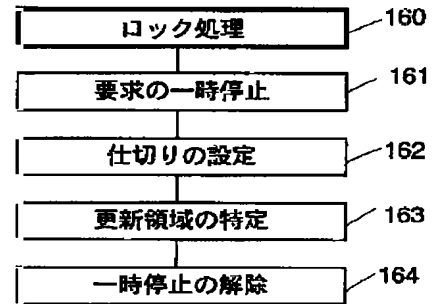 ロック処理 160
要求の一時停止 161
仕切りの設定 162
更新領域の特定 163
一時停止の解除 164